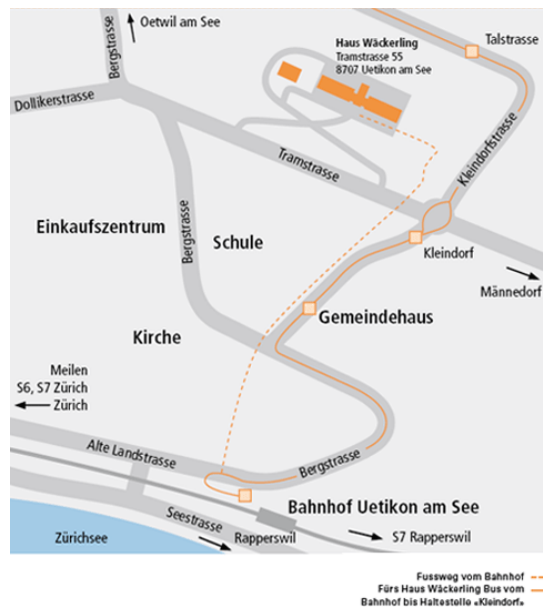 Oetwil am See
Bergstrasse
Haus Wäckerling
Tramstrasse 55
8707 Uetikon am See
Talstrasse
Dollikerstrasse
Kleindorfstrasse
Tramstrasse
Einkaufszentrum
Bergstrasse
Schule
Kleindorf
Männedorf
Gemeindehaus
Kirche
Meilen
S6, S7 Zürich
Zürich
Alte Landstrasse
Bergstrasse
Bahnhof Uetikon am See
Seestrasse
Zürichsee
Rapperswil
S7 Rapperswil
Fussweg vom Bahnhof
Fürs Haus Wäckerling Bus vom
Bahnhof bis Haltestelle «Kleindorf»